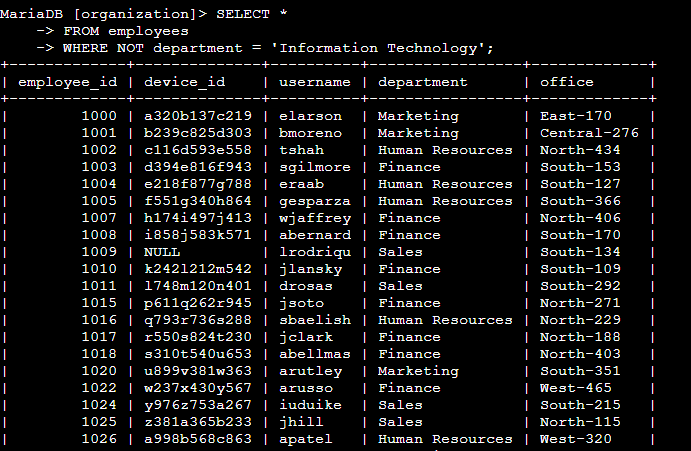 MariaDB [organization]> SELECT *
    -> FROM employees
    -> WHERE NOT department = 'Information Technology';
+-------------+--------------+----------+-----------------+-------------+
| employee_id | device_id    | username | department      | office      |
+-------------+--------------+----------+-----------------+-------------+
|        1000 | a320b137c219 | elarson  | Marketing       | East-170    |
|        1001 | b239c825d303 | bmoreno  | Marketing       | Central-276 |
|        1002 | c116d593e558 | tshah    | Human Resources | North-434   |
|        1003 | d394e816f943 | sgilmore | Finance         | South-153   |
|        1004 | e218f877g788 | eraab    | Human Resources | South-127   |
|        1005 | f551g340h864 | gesparza | Human Resources | South-366   |
|        1007 | h174i497j413 | wjaffrey | Finance         | North-406   |
|        1008 | i858j583k571 | abernard | Finance         | South-170   |
|        1009 | NULL         | lrodriqu | Sales           | South-134   |
|        1010 | k242l212m542 | jlansky  | Finance         | South-109   |
|        1011 | l748m120n401 | drosas   | Sales           | South-292   |
|        1015 | p611q262r945 | jsoto    | Finance         | North-271   |
|        1016 | q793r736s288 | sbaelish | Human Resources | North-229   |
|        1017 | r550s824t230 | jclark   | Finance         | North-188   |
|        1018 | s310t540u653 | abellmas | Finance         | North-403   |
|        1020 | u899v381w363 | arutley  | Marketing       | South-351   |
|        1022 | w237x430y567 | arusso   | Finance         | West-465    |
|        1024 | y976z753a267 | iuduike  | Sales           | South-215   |
|        1025 | z381a365b233 | jhill    | Sales           | North-115   |
|        1026 | a998b568c863 | apatel   | Human Resources | West-320    |